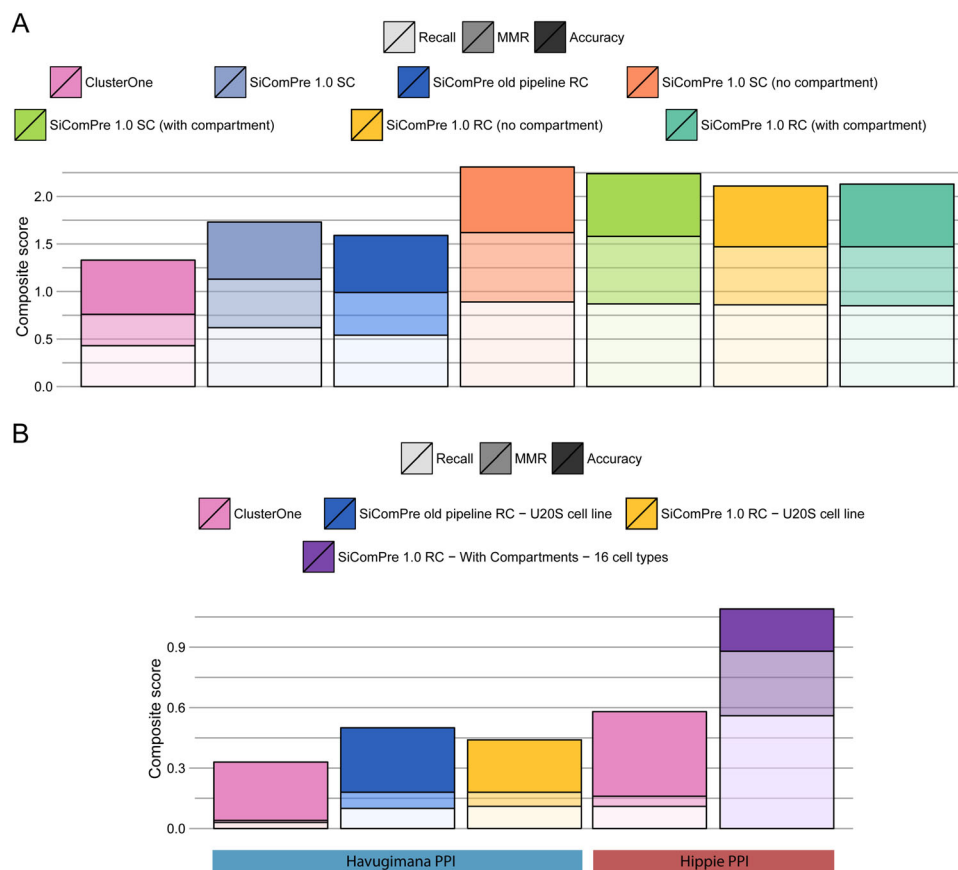 A
Recall MMR Accuracy
ClusterOne SiComPre 1.0 SC SiComPre old pipeline RC SiComPre 1.0 SC (no compartment)
SiComPre 1.0 SC (with compartment) SiComPre 1.0 RC (no compartment) SiComPre 1.0 RC (with compartment)
Composite score
2.0
1.5
1.0
0.5
0.0
B
Recall MMR Accuracy
ClusterOne SiComPre old pipeline RC − U20S cell line SiComPre 1.0 RC − U20S cell line
SiComPre 1.0 RC − With Compartments − 16 cell types
Composite score
0.9
0.6
0.3
0.0
Havugimana PPI Hippie PPI